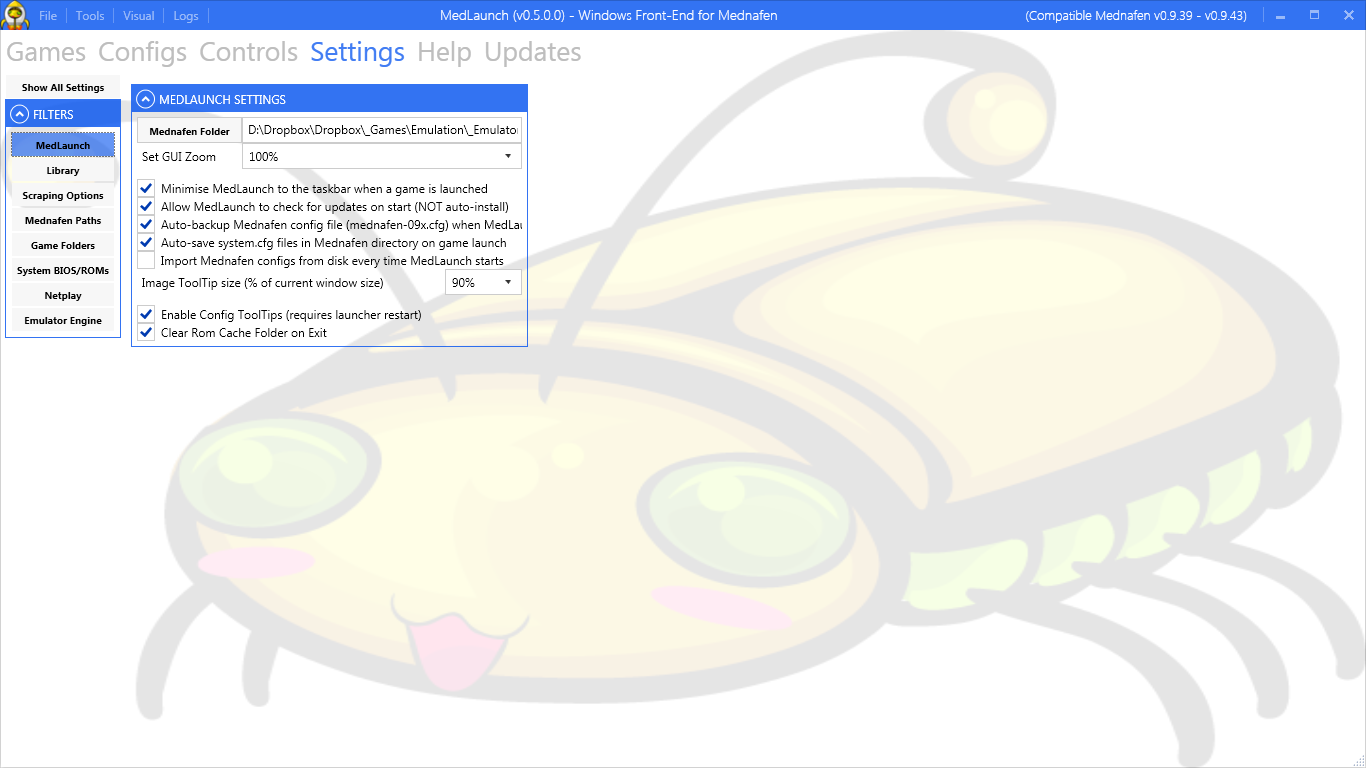 File Tools Visual Logs MedLaunch (v0.5.0.0) - Windows Front-End for Mednafen (Compatible Mednafen v0.9.39 - v0.9.43)
Games Configs Controls Settings Help Updates
Show All Settings
FILTERS
MedLaunch
Library
Scraping Options
Mednafen Paths
Game Folders
System BIOS/ROMs
Netplay
Emulator Engine
MEDLAUNCH SETTINGS
Mednafen Folder D:\Dropbox\Dropbox\_Games\Emulation\_Emulator
Set GUI Zoom 100%
Minimise MedLaunch to the taskbar when a game is launched
Allow MedLaunch to check for updates on start (NOT auto-install)
Auto-backup Mednafen config file (mednafen-09x.cfg) when MedLau
Auto-save system.cfg files in Mednafen directory on game launch
Import Mednafen configs from disk every time MedLaunch starts
Image ToolTip size (% of current window size) 90%
Enable Config ToolTips (requires launcher restart)
Clear Rom Cache Folder on Exit